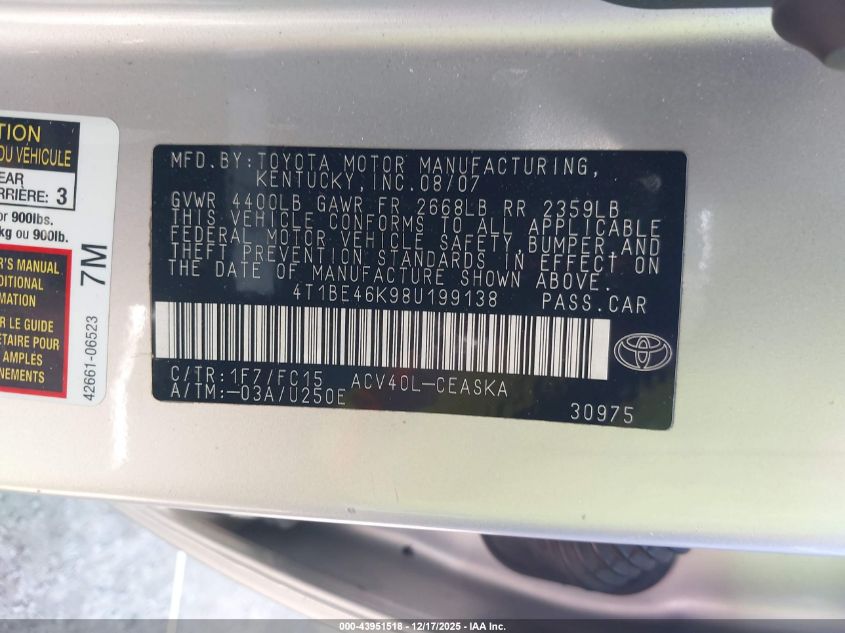 TION
DU VÉHICULE
EAR
RRIÈRE: 3
or 900lbs.
kg ou 900lb.
R'S MANUAL
DITIONAL
MATION
R LE GUIDE
ÉTAIRE POUR
AMPLES
7M
42661-06523
MFD.BY:TOYOTA MOTOR MANUFACTURING,
KENTUCKY,INC.08/07
GVWR 4400LB GAWR FR 2668LB RR 2359LB
THIS VEHICLE CONFORMS TO ALL APPLICABLE
FEDERAL MOTOR VEHICLE SAFETY,BUMPER,AND
THEFT PREVENTION STANDARDS IN EFFECT ON
THE DATE OF MANUFACTURE SHOWN ABOVE.
4T1BE46K98U199138 PASS.CAR
C/TR:1F7/FC15 ACV40L-CEASKA
A/TM:-03A/U250E
30975
000-43951518 - 12/17/2025 - IAA Inc.